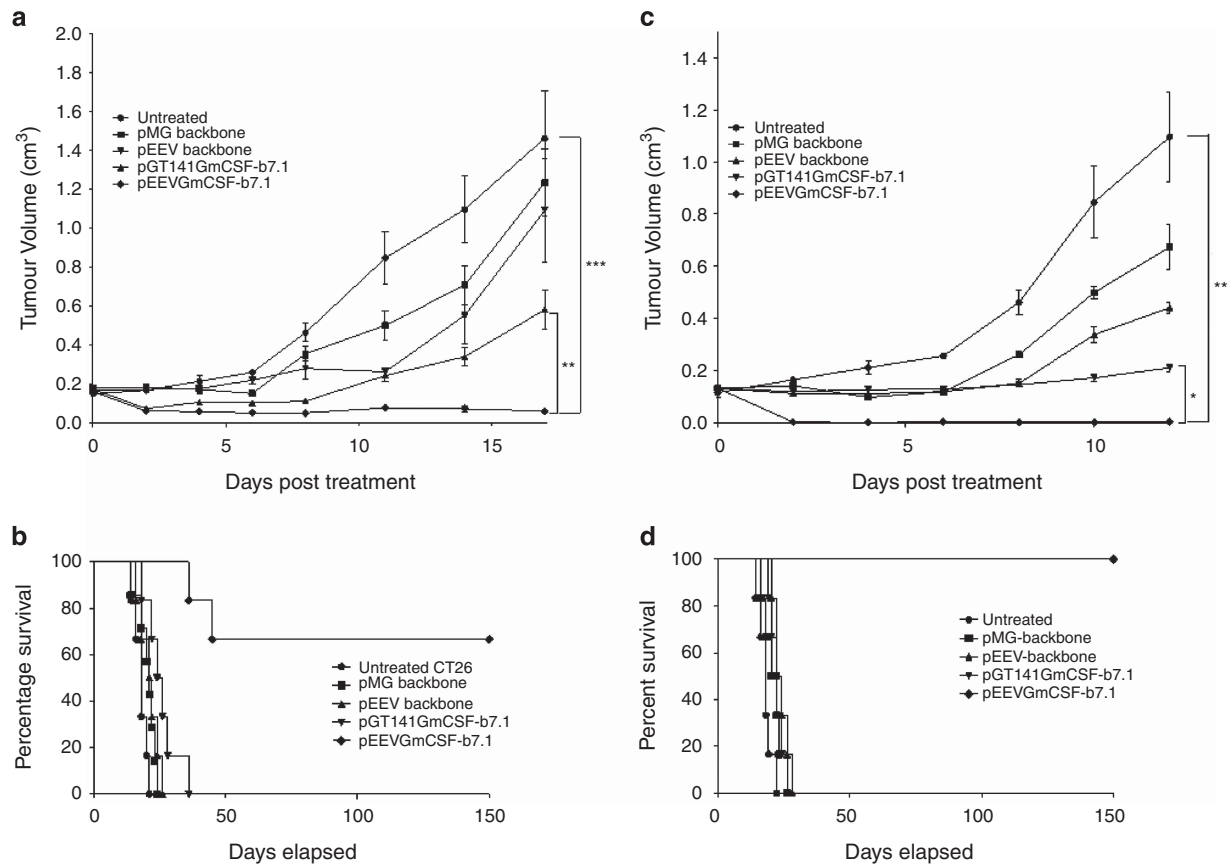 a
2.0
1.8
1.6
1.4
1.2
1.0
0.8
0.6
0.4
0.2
0.0
Tumour Volume (cm3)
Untreated
pMG backbone
pEEV backbone
pGT141GmCSF-b7.1
pEEVGmCSF-b7.1
***
**
0
5
10
15
Days post treatment
c
1.4
1.2
1.0
0.8
0.6
0.4
0.2
0.0
Tumour Volume (cm3)
Untreated
pMG backbone
pEEV backbone
pGT141GmCSF-b7.1
pEEVGmCSF-b7.1
**
*
0
5
10
Days post treatment
b
100
80
60
40
20
0
Percentage survival
Untreated CT26
pMG backbone
pEEV backbone
pGT141GmCSF-b7.1
pEEVGmCSF-b7.1
0
50
100
150
Days elapsed
d
100
80
60
40
20
0
Percent survival
Untreated
pMG-backbone
pEEV-backbone
pGT141GmCSF-b7.1
pEEVGmCSF-b7.1
0
50
100
150
Days elapsed